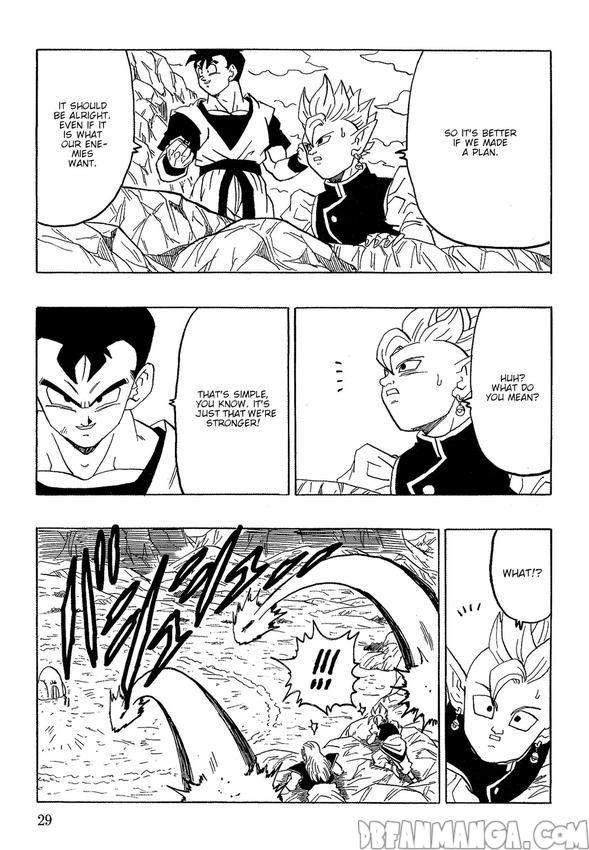 SO IT'S BETTER
IF WE MADE
A PLAN.
IT SHOULD
BE ALRIGHT.
EVEN IF IT
IS WHAT
OUR ENE-
MIES
WANT.
HUH?
WHAT DO
YOU MEAN?
THAT'S SIMPLE,
YOU KNOW. IT'S
JUST THAT WE'RE
STRONGER!
WHAT!?
!!!
29
DBFANMANGA.COM